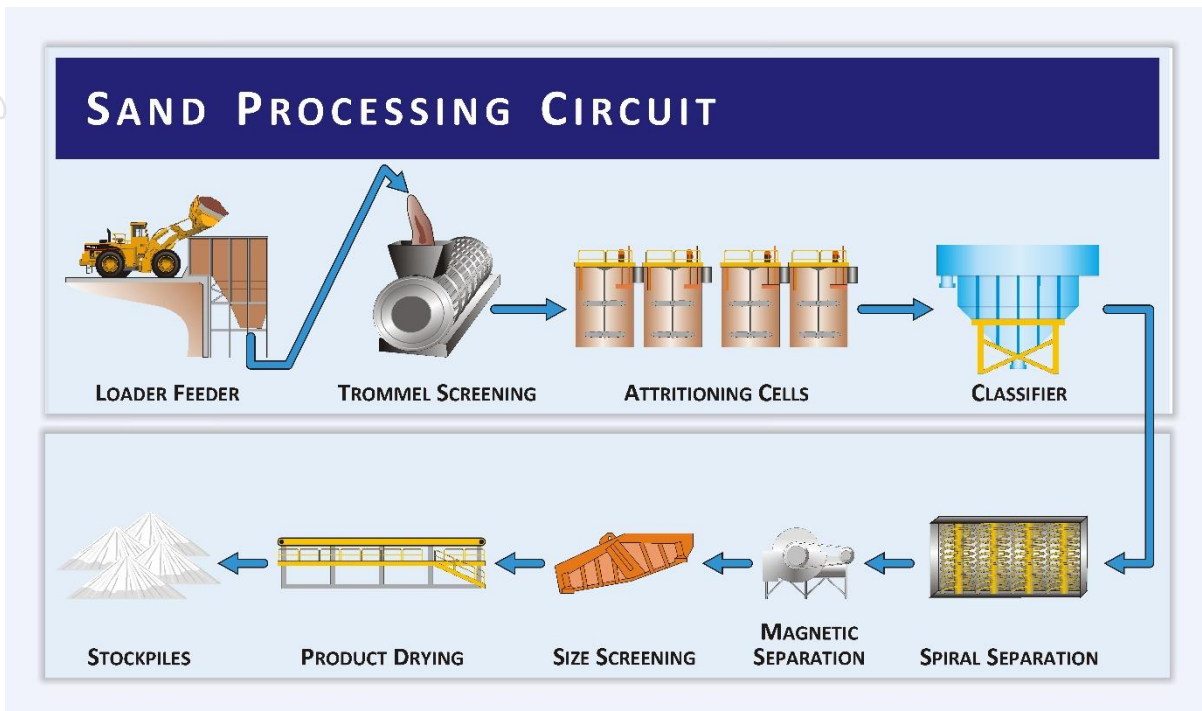 SAND PROCESSING CIRCUIT
LOADER FEEDER
TROMMEL SCREENING
ATTRITIONING CELLS
CLASSIFIER
STOCKPILES
PRODUCT DRYING
SIZE SCREENING
MAGNETIC
SEPARATION
SPIRAL SEPARATION